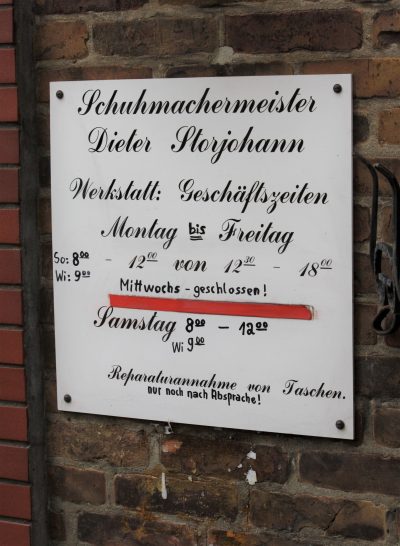 Schuhmachermeister
Dieter Storjohann
Werkstatt: Geschäftszeiten
Montag bis Freitag
So: 8⁰⁰ - 12⁰⁰ von 12³⁰ - 18⁰⁰
Wi: 9⁰⁰
Mittwochs - geschlossen!
Samstag 8⁰⁰ - 12⁰⁰
Wi 9⁰⁰
Reparaturannahme von Taschen.
nur noch nach Absprache!